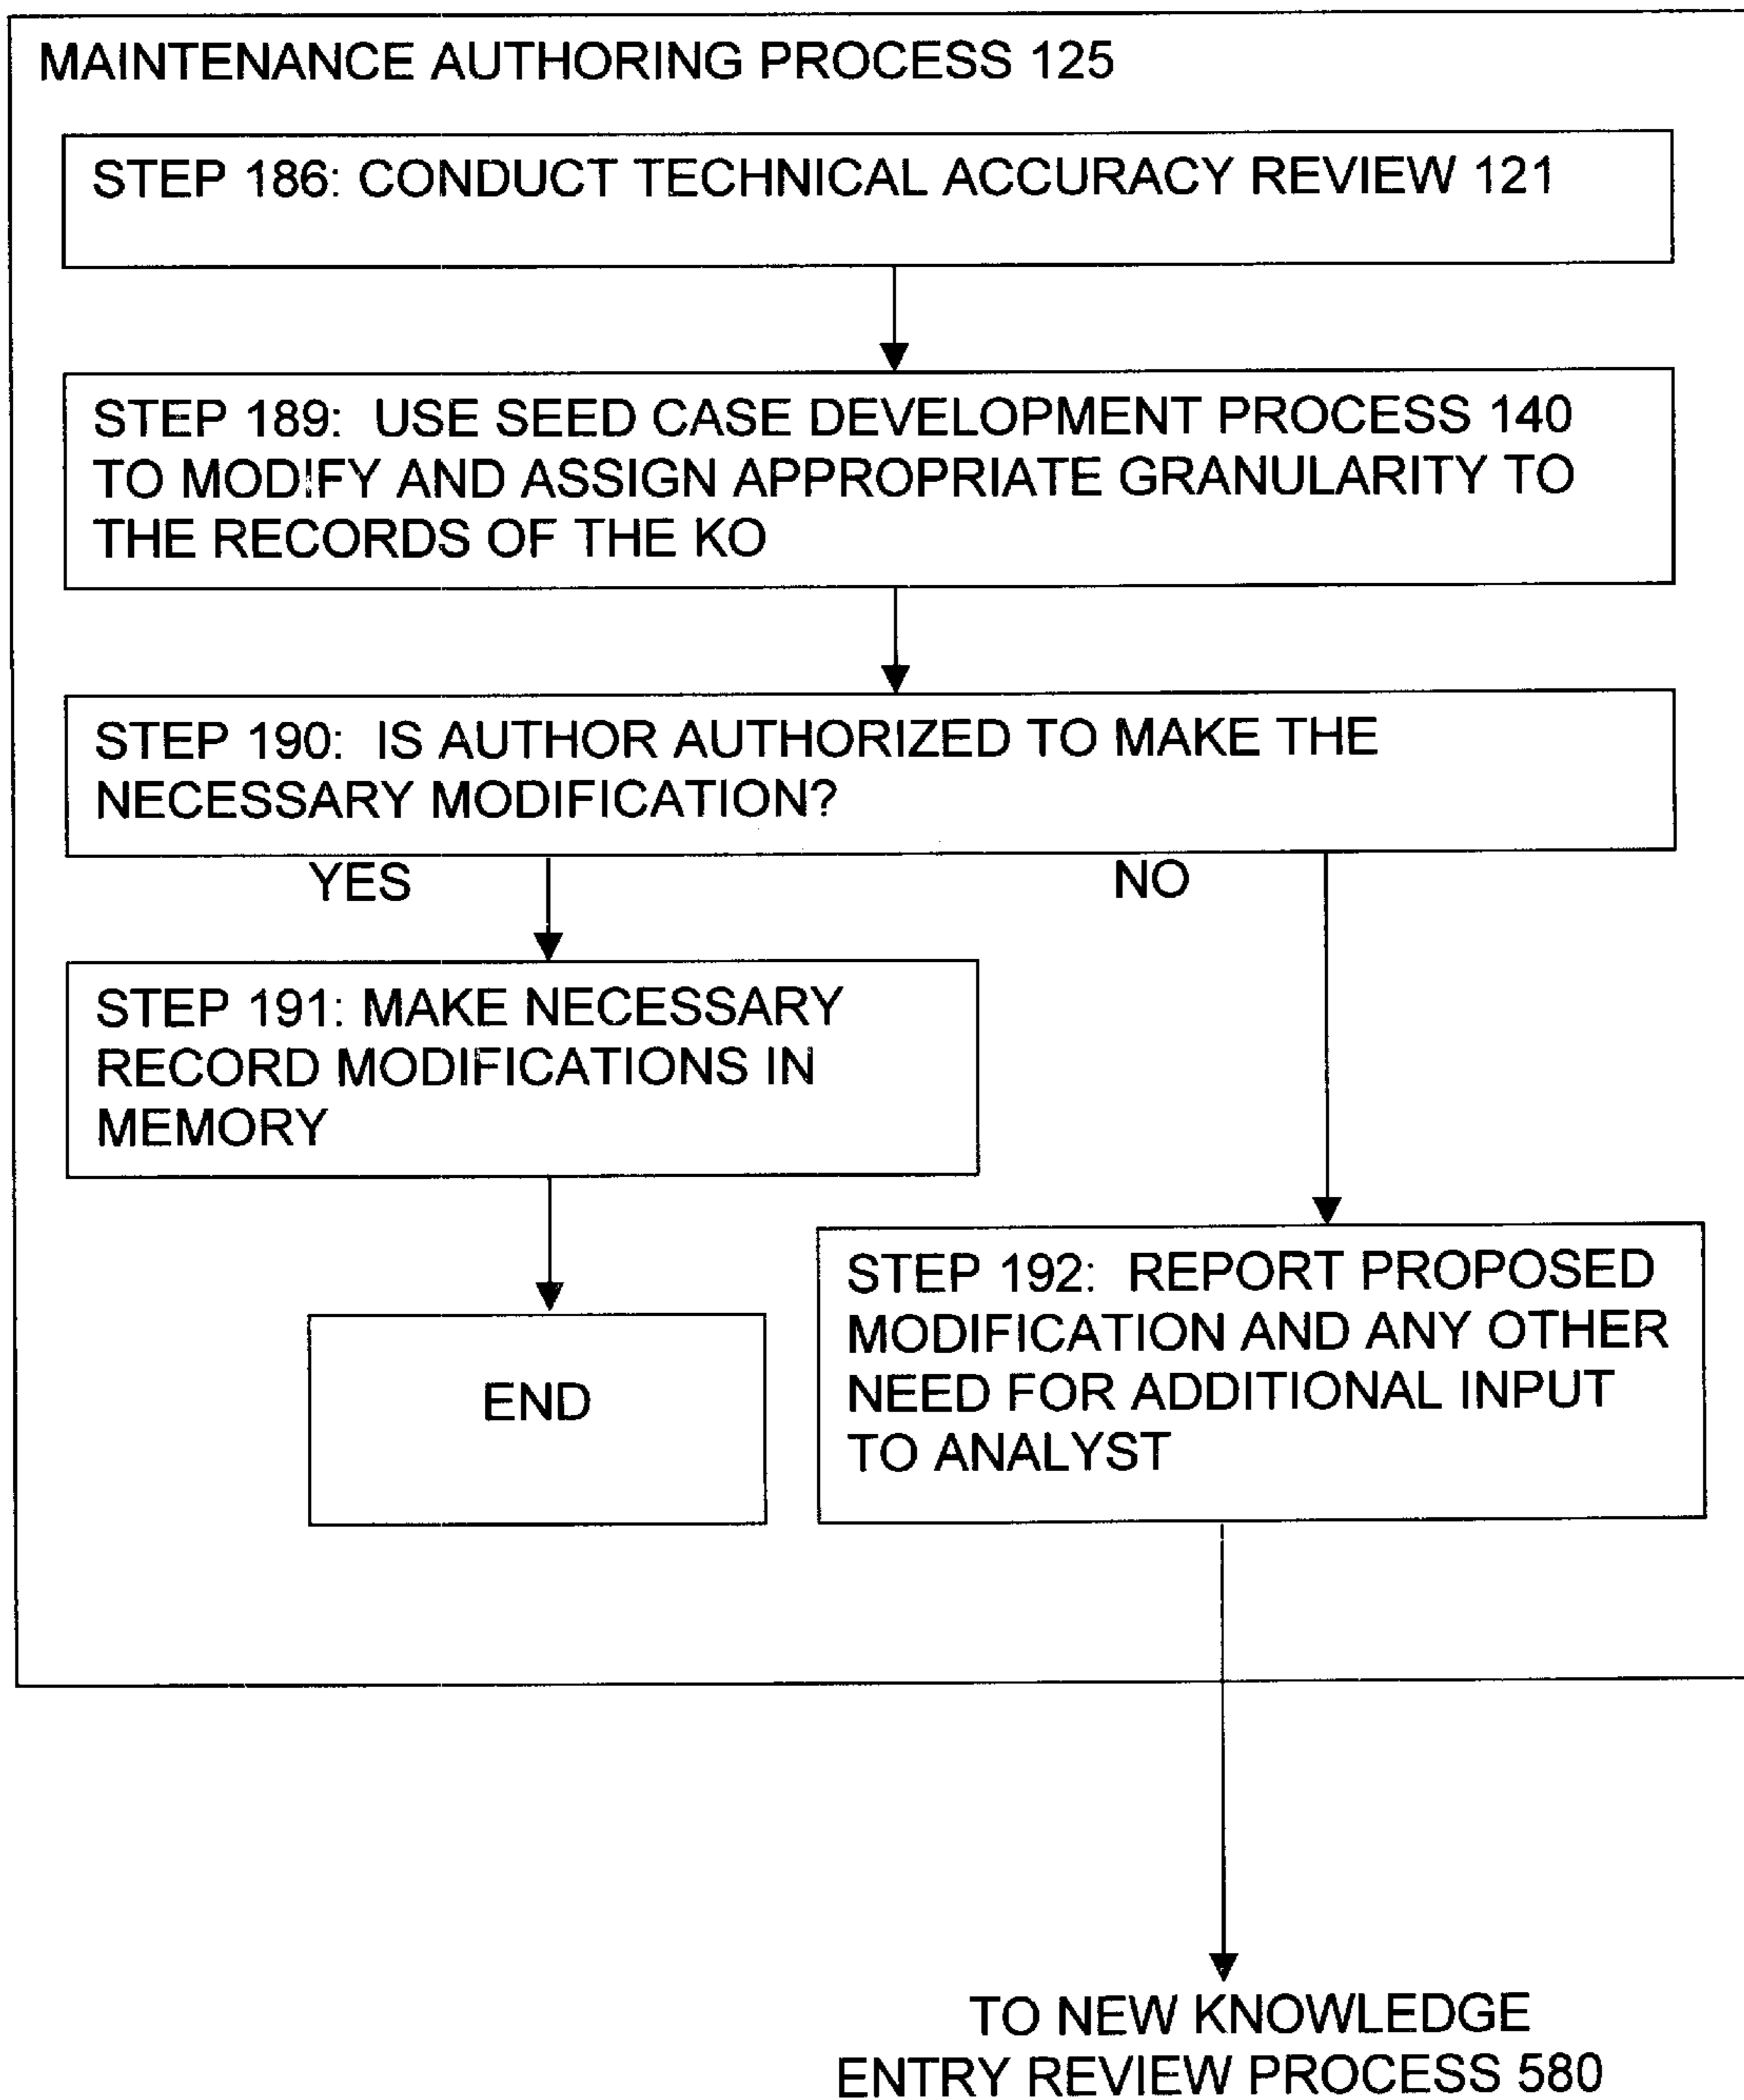 MAINTENANCE AUTHORING PROCESS 125
STEP 186: CONDUCT TECHNICAL ACCURACY REVIEW 121
STEP 189: USE SEED CASE DEVELOPMENT PROCESS 140
TO MODIFY AND ASSIGN APPROPRIATE GRANULARITY TO
THE RECORDS OF THE KO
STEP 190: IS AUTHOR AUTHORIZED TO MAKE THE
NECESSARY MODIFICATION?
YES
NO
STEP 191: MAKE NECESSARY
RECORD MODIFICATIONS IN
MEMORY
END
STEP 192: REPORT PROPOSED
MODIFICATION AND ANY OTHER
NEED FOR ADDITIONAL INPUT
TO ANALYST
TO NEW KNOWLEDGE
ENTRY REVIEW PROCESS 580